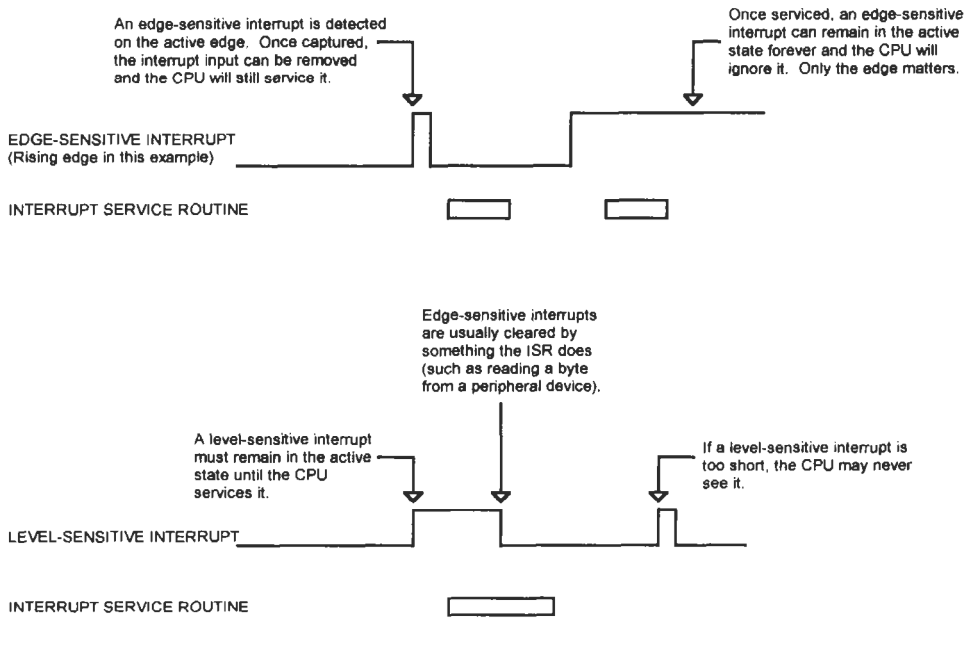 An edge-sensitive interrupt is detected
on the active edge. Once captured,
the interrupt input can be removed
and the CPU will still service it.
Once serviced, an edge-sensitive
interrupt can remain in the active
state forever and the CPU will
ignore it. Only the edge matters.
EDGE-SENSITIVE INTERRUPT
(Rising edge in this example)
INTERRUPT SERVICE ROUTINE
Edge-sensitive interrupts
are usually cleared by
something the ISR does
(such as reading a byte
from a peripheral device).
A level-sensitive interrupt
must remain in the active
state until the CPU
services it.
If a level-sensitive interrupt is
too short, the CPU may never
see it.
LEVEL-SENSITIVE INTERRUPT
INTERRUPT SERVICE ROUTINE